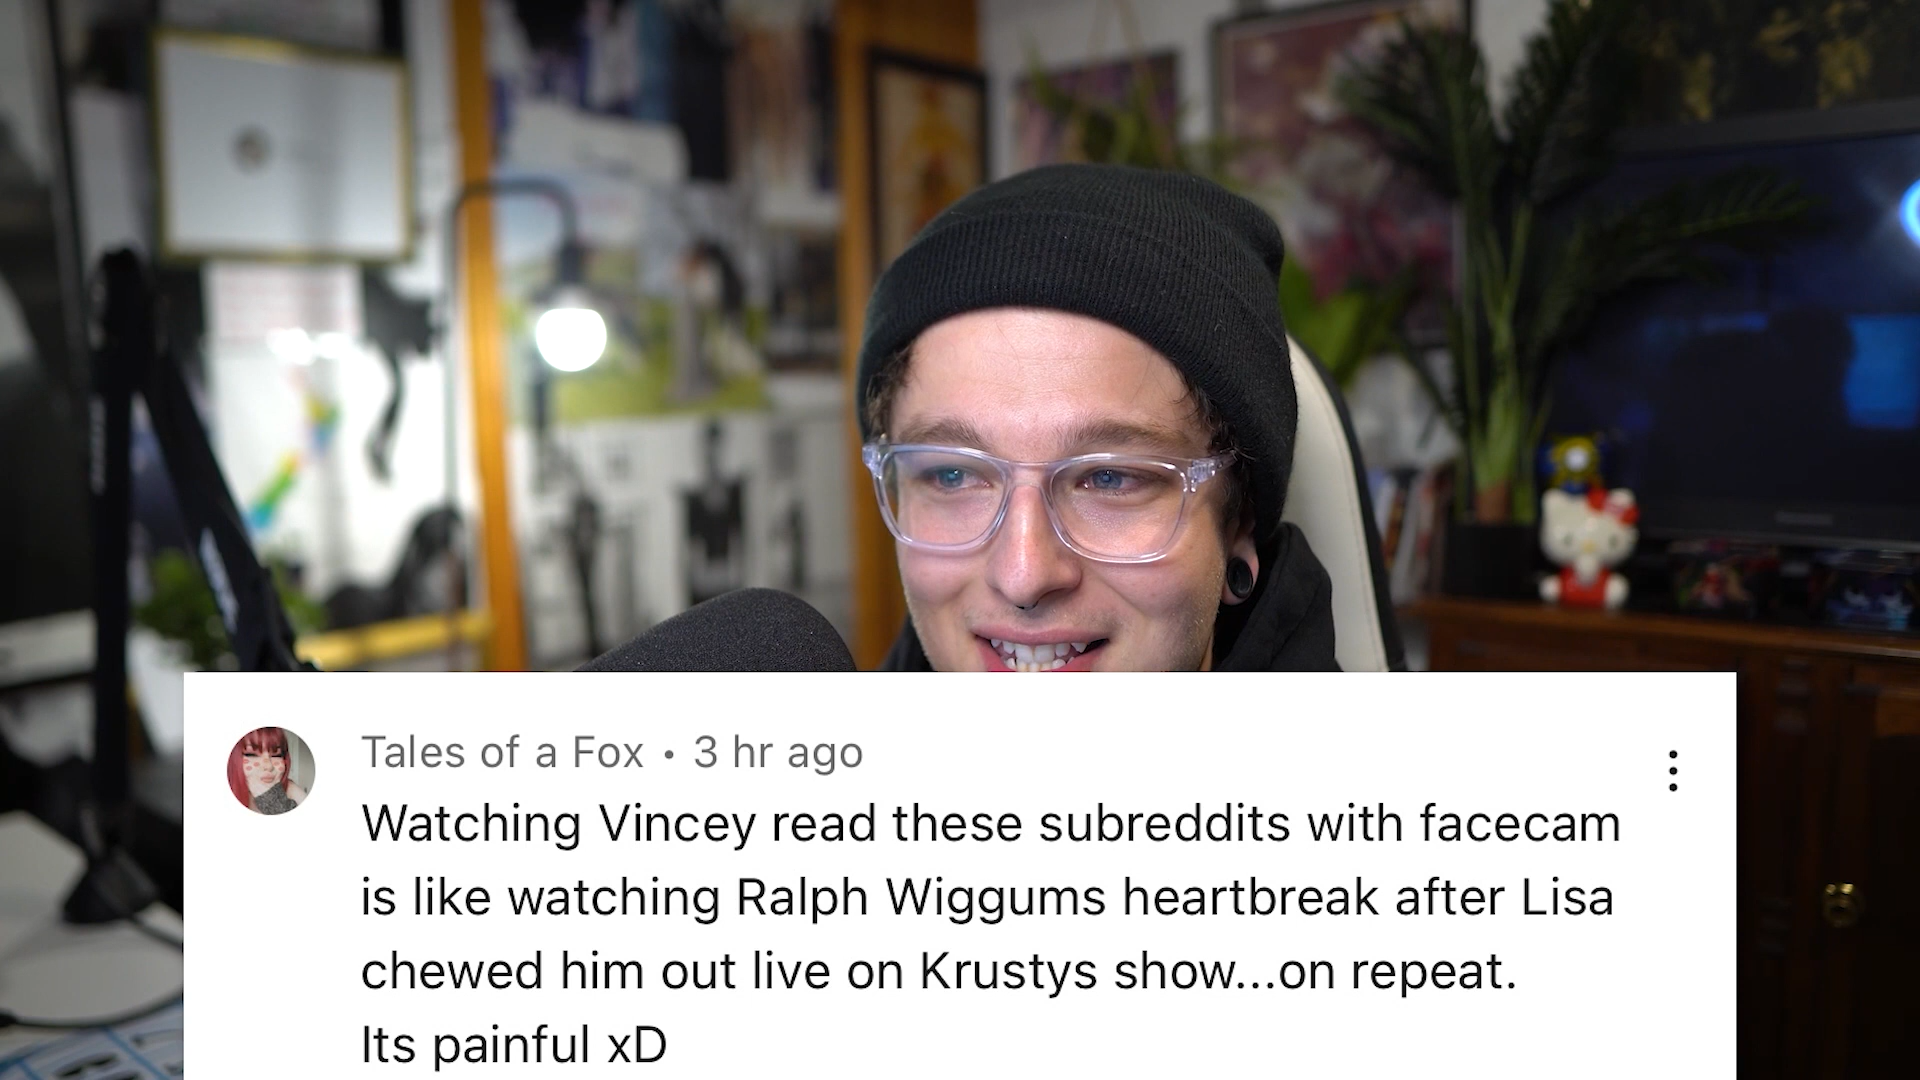 Tales of a Fox • 3 hr ago
Watching Vincey read these subreddits with facecam
is like watching Ralph Wiggums heartbreak after Lisa
chewed him out live on Krustys show...on repeat.
Its painful xD